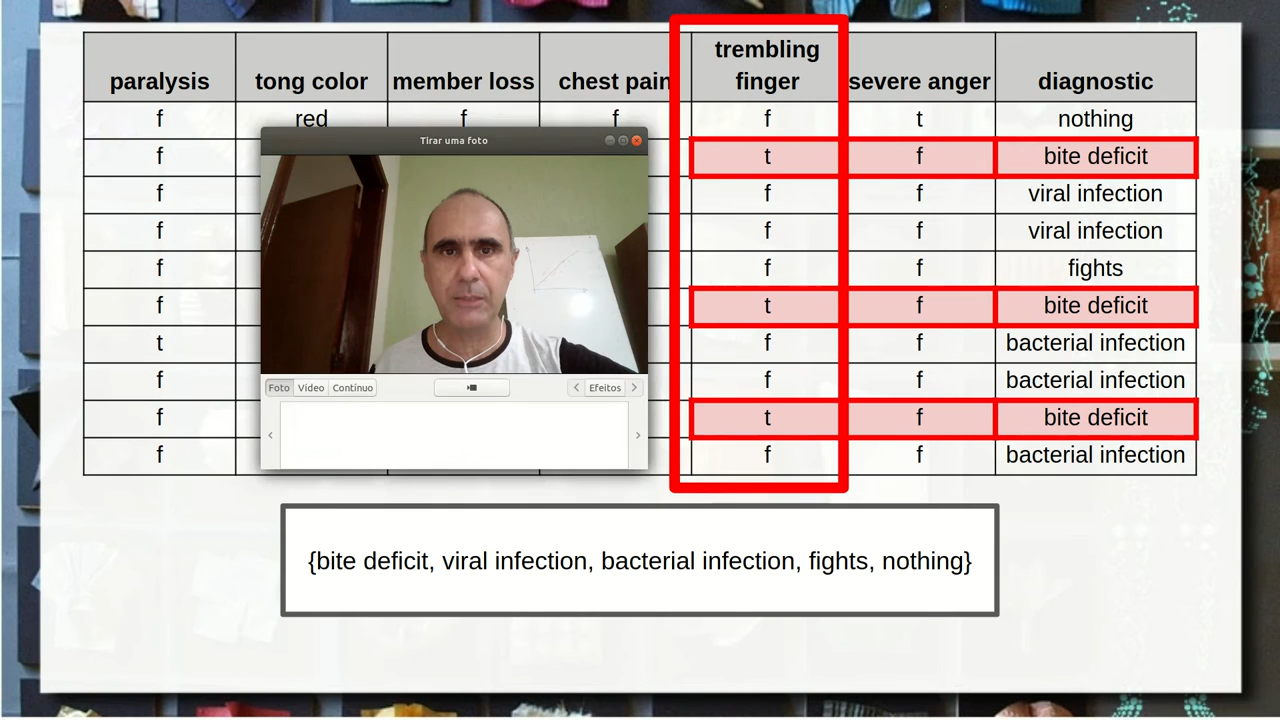 paralysis tong color member loss chest pain trembling finger severe anger diagnostic
f red f f f t nothing
f t f bite deficit
f f f viral infection
f f f viral infection
f f f fights
f t f bite deficit
t f f bacterial infection
f f f bacterial infection
f t f bite deficit
f f f bacterial infection
Tirar uma foto
Foto Vídeo Contínuo Efeitos
{bite deficit, viral infection, bacterial infection, fights, nothing}